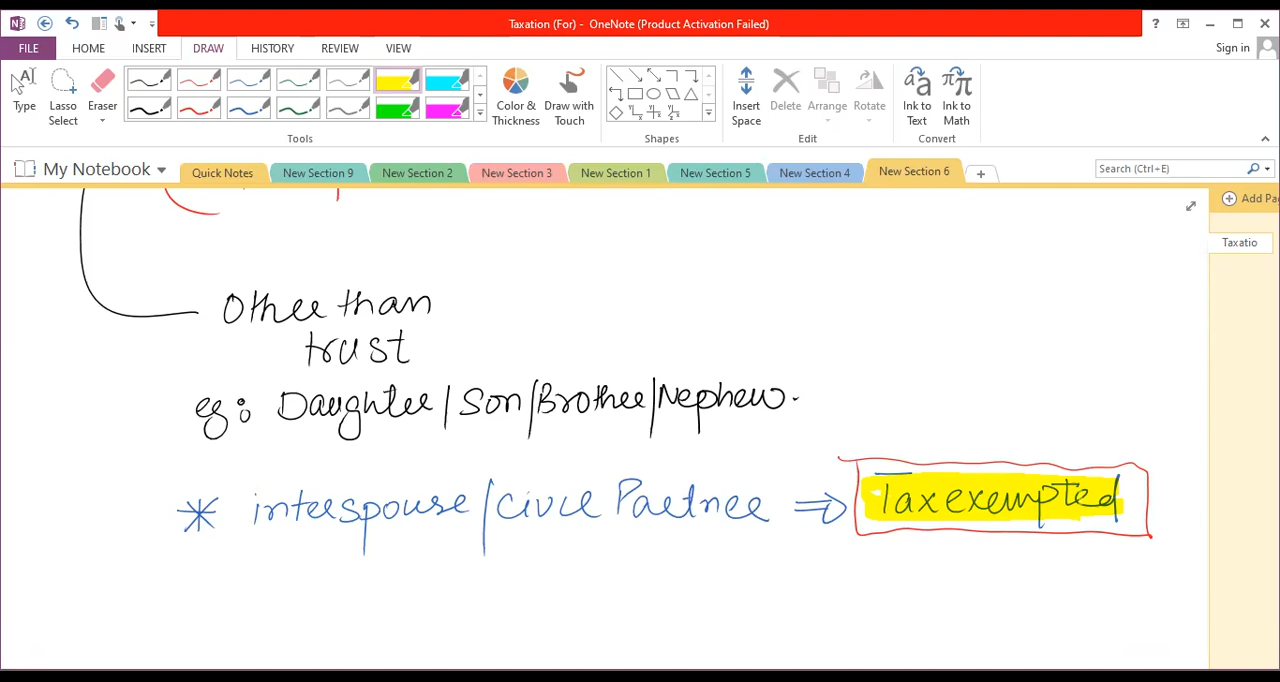 Taxation (For) - OneNote (Product Activation Failed)
?
FILE HOME INSERT DRAW HISTORY REVIEW VIEW
Sign in
Type
Lasso Select
Eraser
Color & Thickness
Draw with Touch
Insert Space
Delete
Arrange
Rotate
Ink to Text
Ink to Math
Tools
Shapes
Edit
Convert
My Notebook
Quick Notes
New Section 9
New Section 2
New Section 3
New Section 1
New Section 5
New Section 4
New Section 6
Search (Ctrl+E)
Add Pa
Taxatio
Other than
trust
eg: Daughter/Son/Brother/Nephew.
* interspouse/Civil Partner ⇒ Tax exempted